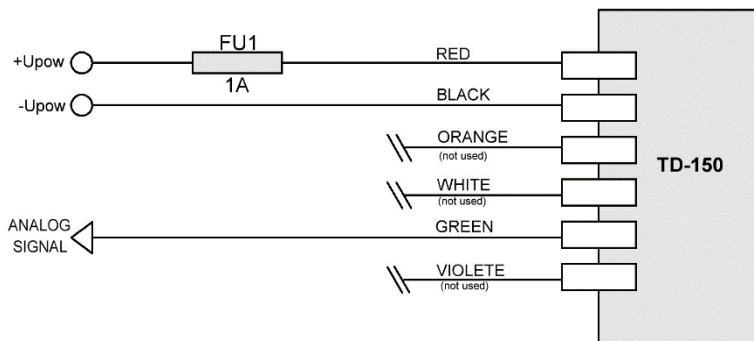 FU1
+Upow
RED
1A
-Upow
BLACK
ORANGE
(not used)
TD-150
WHITE
(not used)
ANALOG
SIGNAL
GREEN
VIOLETE
(not used)